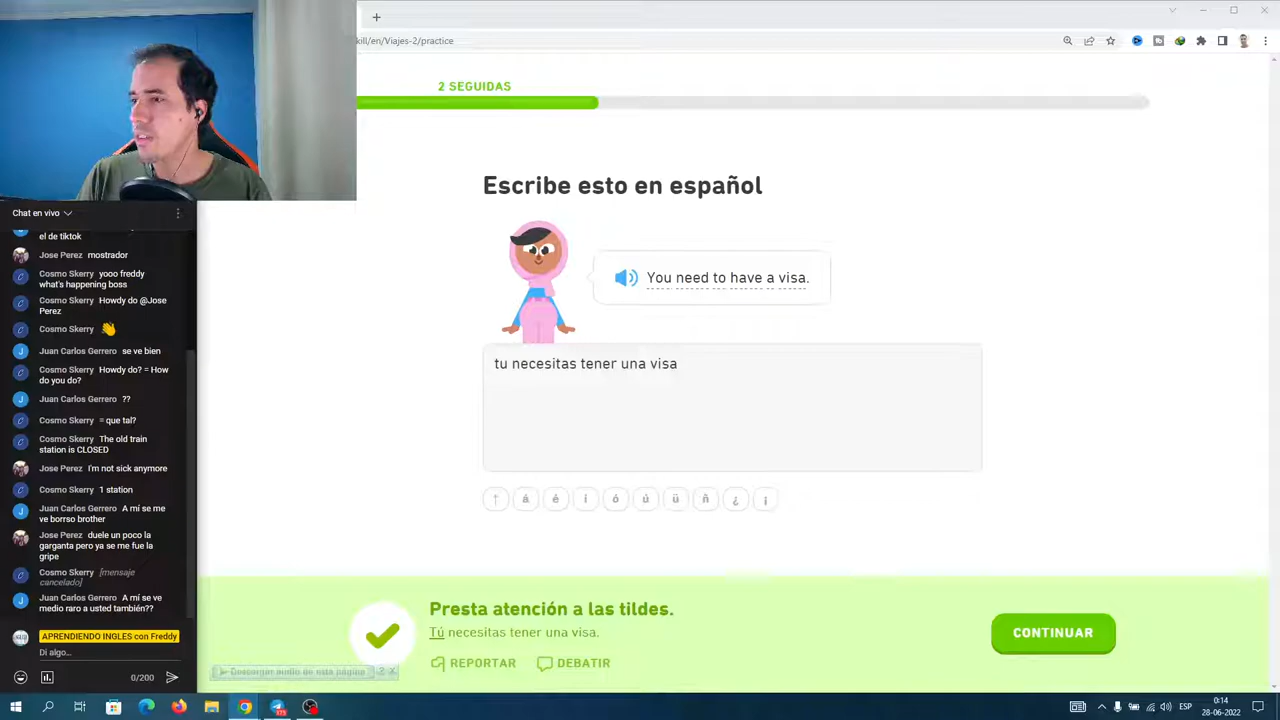 kill/en/Viajes-2/practice
2 SEGUIDAS
Escribe esto en español
You need to have a visa.
tu necesitas tener una visa
á é í ó ú ü ñ ¿ ¡
Presta atención a las tildes.
Tú necesitas tener una visa.
REPORTAR DEBATIR
CONTINUAR
Descargar audio de esta página ? X
Chat en vivo
el de tiktok
Jose Perez mostrador
Cosmo Skerry yooo freddy
what's happening boss
Cosmo Skerry Howdy do @Jose
Perez
Cosmo Skerry 👋
Juan Carlos Gerrero se ve bien
Cosmo Skerry Howdy do? = How
do you do?
Juan Carlos Gerrero ??
Cosmo Skerry = que tal?
Cosmo Skerry The old train
station is CLOSED
Jose Perez I'm not sick anymore
Cosmo Skerry 1 station
Juan Carlos Gerrero A mí se me
ve borrso brother
Jose Perez duele un poco la
garganta pero ya se me fue la
gripe
Cosmo Skerry [mensaje
cancelado]
Juan Carlos Gerrero A mí se ve
medio raro a usted también??
APRENDIENDO INGLES con Freddy
Di algo...
0/200
ESP
0:14
28-06-2022